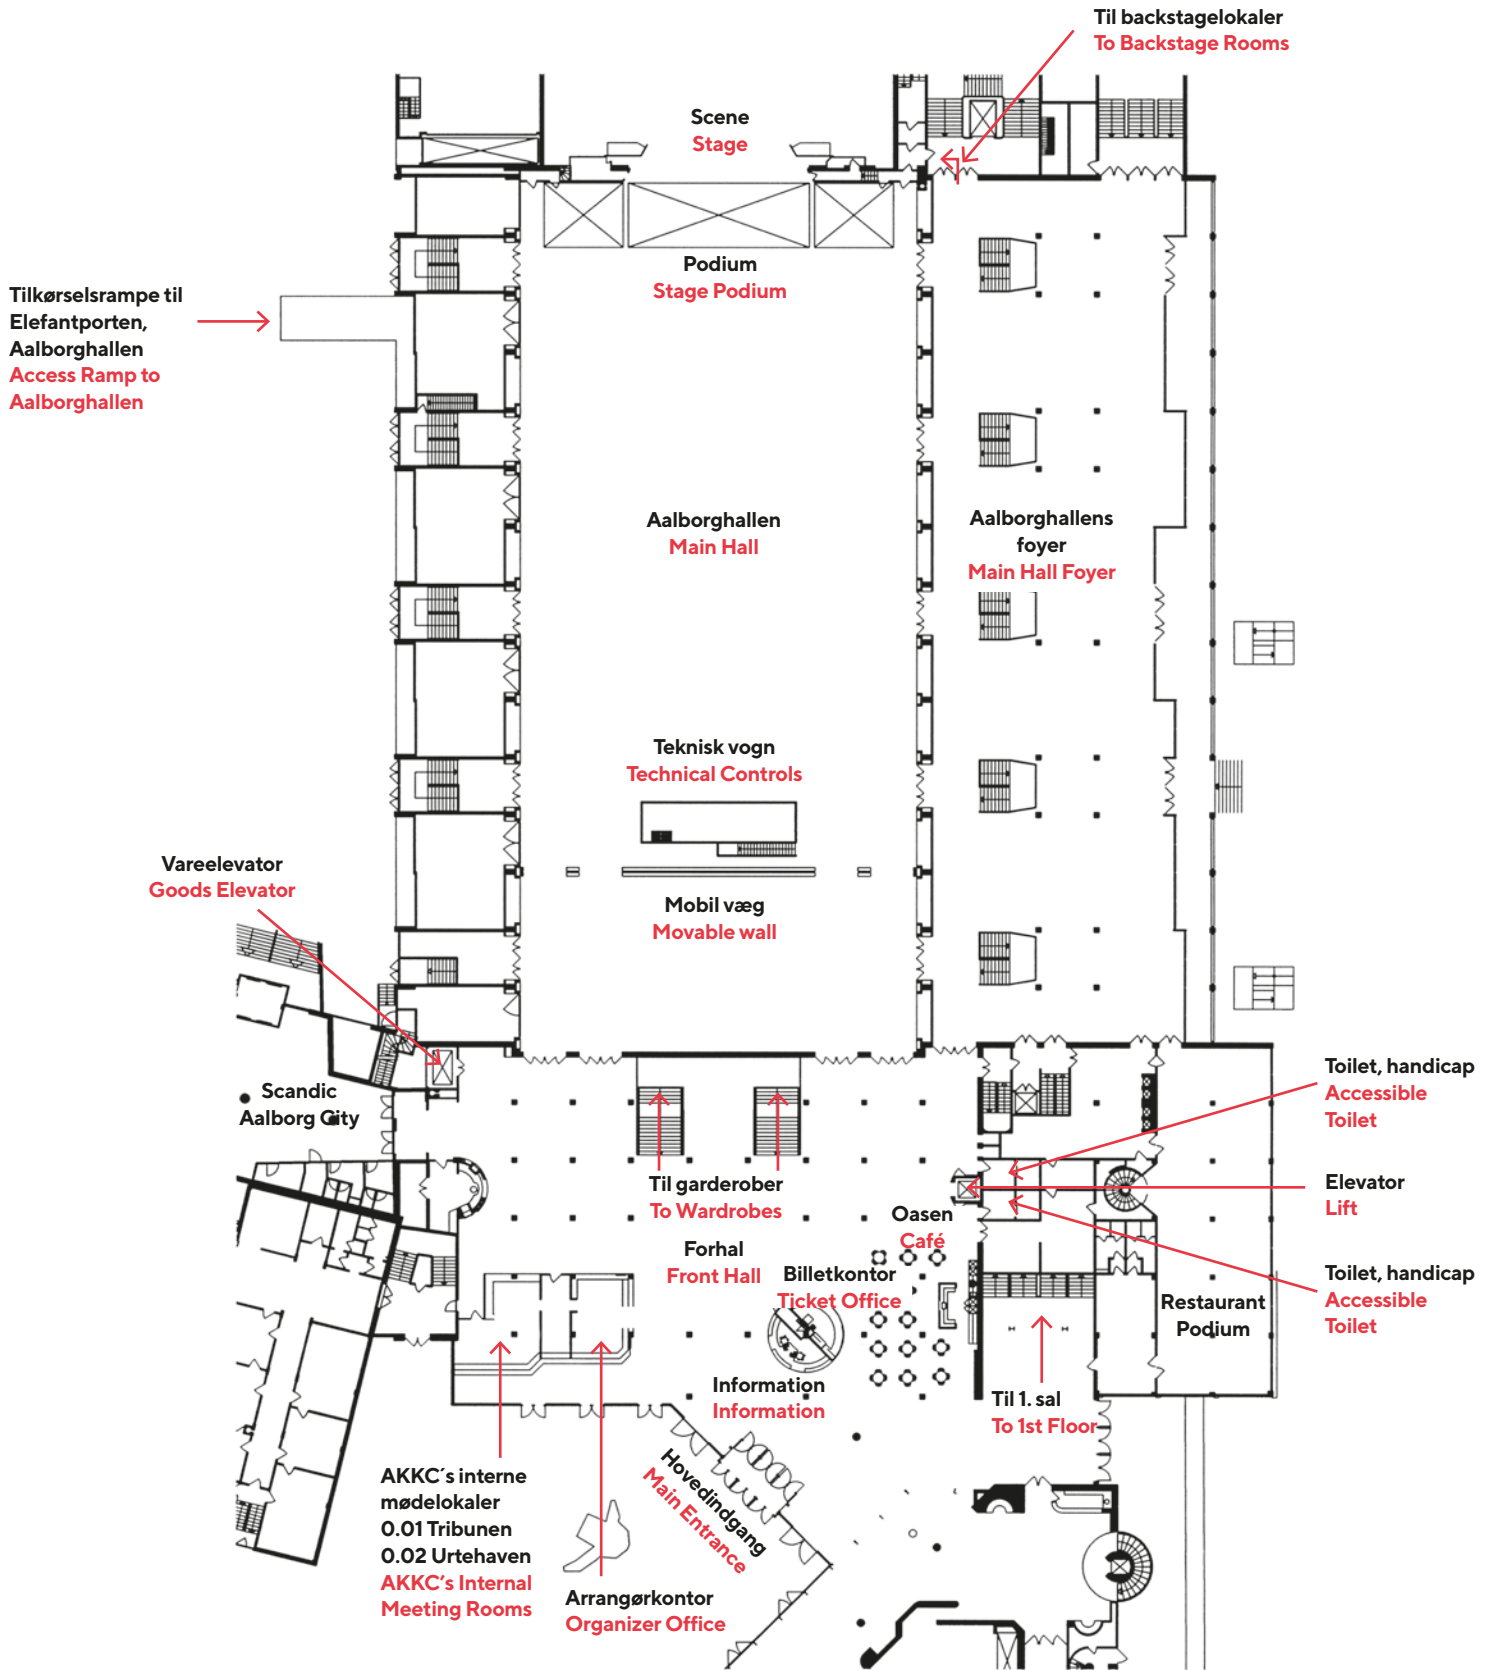 Til backstagelokaler
To Backstage Rooms
Scene
Stage
Podium
Stage Podium
Tilkørselsrampe til
Elefantporten,
Aalborghallen
Access Ramp to
Aalborghallen
Aalborghallen
Main Hall
Aalborghallens
foyer
Main Hall Foyer
Teknisk vogn
Technical Controls
Vareelevator
Goods Elevator
Mobil væg
Movable wall
Scandic
Aalborg City
Toilet, handicap
Accessible
Toilet
Til garderober
To Wardrobes
Elevator
Lift
Oasen
Café
Forhal
Front Hall
Billetkontor
Ticket Office
Toilet, handicap
Accessible
Toilet
Restaurant
Podium
Information
Information
Til 1. sal
To 1st Floor
Hovedindgang
Main Entrance
AKKC´s interne
mødelokaler
0.01 Tribunen
0.02 Urtehaven
AKKC’s Internal
Meeting Rooms
Arrangørkontor
Organizer Office